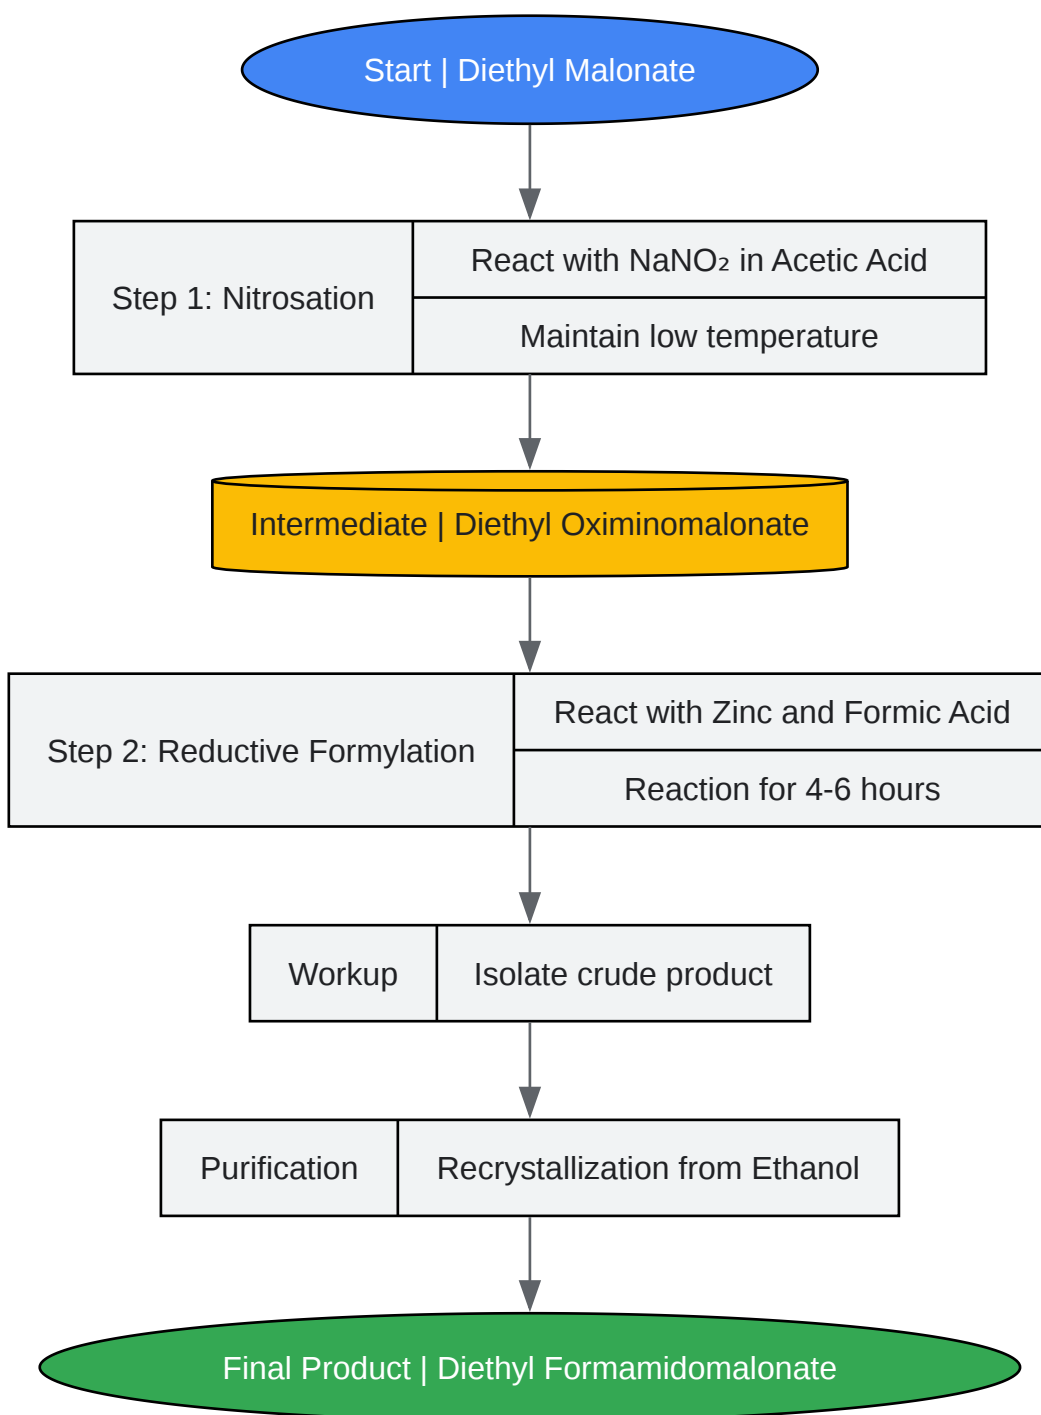 Start | Diethyl Malonate
Step 1: Nitrosation
React with NaNO₂ in Acetic Acid
Maintain low temperature
Intermediate | Diethyl Oximinomalonate
Step 2: Reductive Formylation
React with Zinc and Formic Acid
Reaction for 4-6 hours
Workup
Isolate crude product
Purification
Recrystallization from Ethanol
Final Product | Diethyl Formamidomalonate